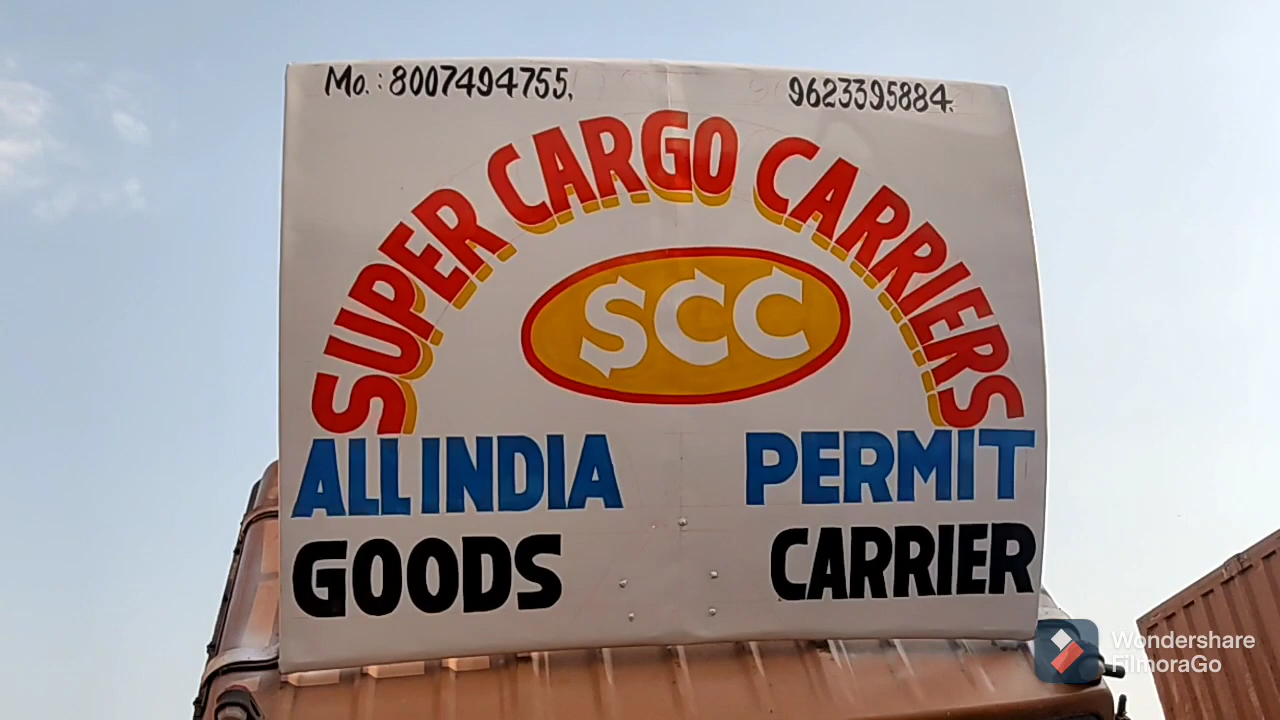 Mo.: 8007494755, 9623395884.
SUPER CARGO CARRIERS
SCC
ALL INDIA PERMIT
GOODS CARRIER
Wondershare
FilmoraGo